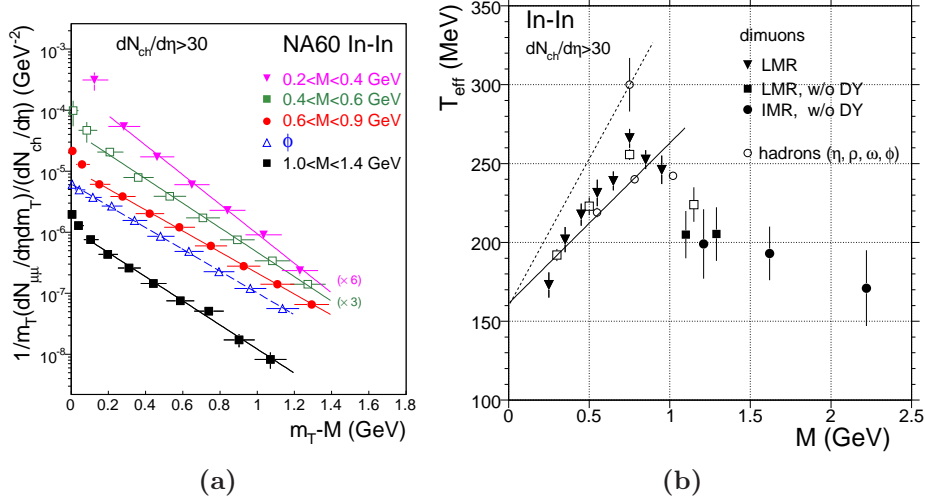 NA60 In-In
dN_ch/dη>30
0.2<M<0.4 GeV
0.4<M<0.6 GeV
0.6<M<0.9 GeV
ϕ
1.0<M<1.4 GeV
(× 6)
(× 3)
10⁻³
10⁻⁴
10⁻⁵
10⁻⁶
10⁻⁷
10⁻⁸
0 0.2 0.4 0.6 0.8 1 1.2 1.4 1.6 1.8
m_T-M (GeV)
1/m_T(dN_μμ/dηdm_T)/(dN_ch/dη) (GeV⁻²)
(a)
In-In
dN_ch/dη>30
dimuons
LMR
LMR, w/o DY
IMR, w/o DY
hadrons (η, ρ, ω, ϕ)
350
300
250
200
150
100
0 0.5 1 1.5 2 2.5
M (GeV)
T_eff (MeV)
(b)